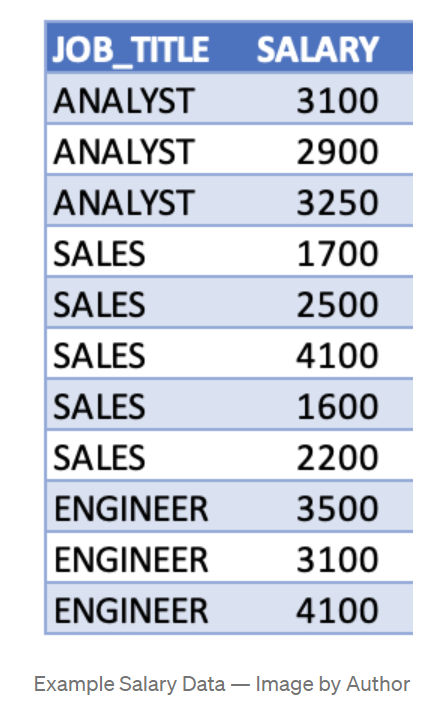 JOB_TITLE SALARY
ANALYST 3100
ANALYST 2900
ANALYST 3250
SALES 1700
SALES 2500
SALES 4100
SALES 1600
SALES 2200
ENGINEER 3500
ENGINEER 3100
ENGINEER 4100
Example Salary Data — Image by Author